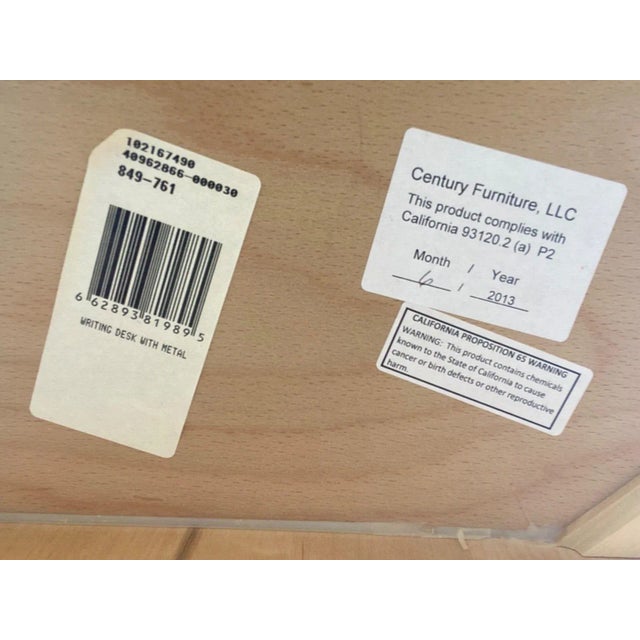 102167490
40962866-000030
849-761
6 62893 81989 5
WRITING DESK WITH METAL
Century Furniture, LLC
This product complies with
California 93120.2 (a) P2
Month / Year
6 / 2013
CALIFORNIA PROPOSITION 65 WARNING
WARNING: This product contains chemicals
known to the State of California to cause
cancer or birth defects or other reproductive
harm.